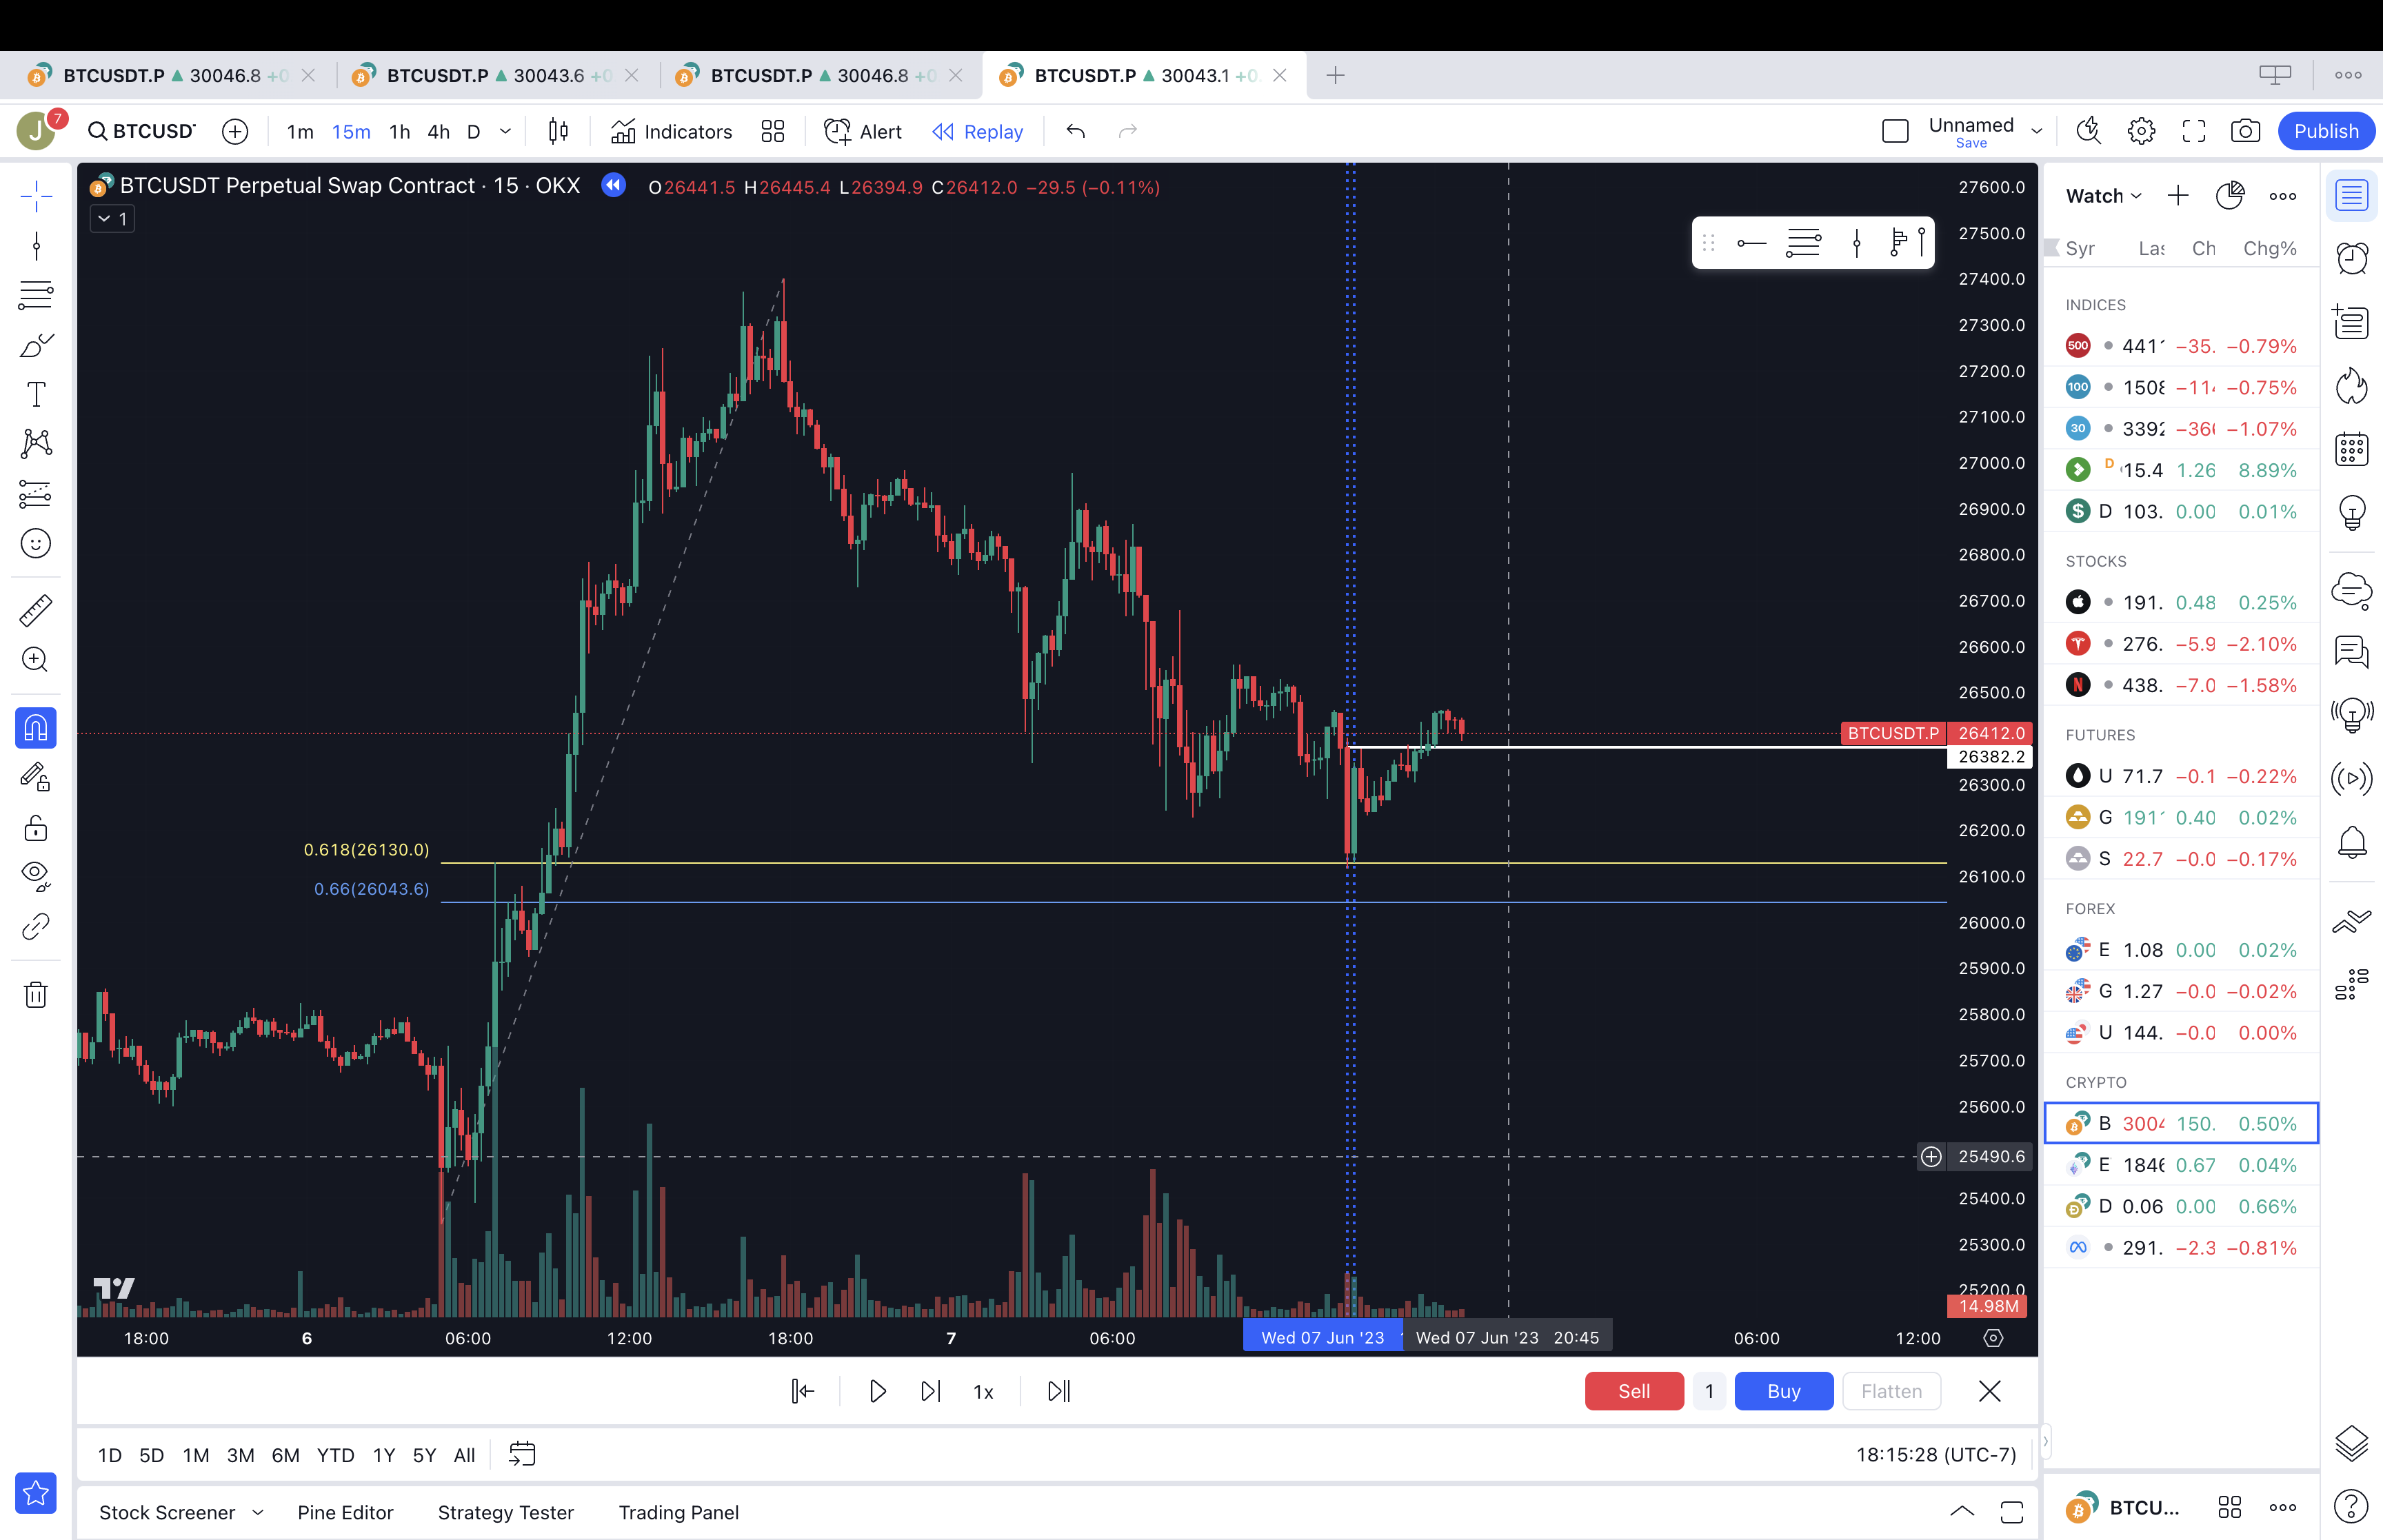 BTCUSDT.P ▲ 30046.8 +0 BTCUSDT.P ▲ 30043.6 +0 BTCUSDT.P ▲ 30046.8 +0 BTCUSDT.P ▲ 30043.1 +0.
J 7 BTCUSD 1m 15m 1h 4h D Indicators Alert Replay Unnamed Publish
Save
BTCUSDT Perpetual Swap Contract · 15 · OKX O26441.5 H26445.4 L26394.9 C26412.0 −29.5 (−0.11%)
1
27600.0
27500.0
27400.0
27300.0
27200.0
27100.0
27000.0
26900.0
26800.0
26700.0
26600.0
26500.0
BTCUSDT.P 26412.0
26382.2
26300.0
26200.0
0.618(26130.0)
26100.0
0.66(26043.6)
26000.0
25900.0
25800.0
25700.0
25600.0
25490.6
25400.0
25300.0
25200.0
14.98M
18:00 6 06:00 12:00 18:00 7 06:00 Wed 07 Jun '23 Wed 07 Jun '23 20:45 06:00 12:00
1x Sell 1 Buy Flatten
1D 5D 1M 3M 6M YTD 1Y 5Y All 18:15:28 (UTC-7)
Stock Screener Pine Editor Strategy Tester Trading Panel
Watch
Syr Las Ch Chg%
INDICES
500 441 −35. −0.79%
100 1508 −114 −0.75%
30 3392 −366 −1.07%
D 15.4 1.26 8.89%
$ D 103. 0.00 0.01%
STOCKS
191. 0.48 0.25%
276. −5.9 −2.10%
N 438. −7.0 −1.58%
FUTURES
U 71.7 −0.1 −0.22%
G 191 0.40 0.02%
S 22.7 −0.0 −0.17%
FOREX
E 1.08 0.00 0.02%
G 1.27 −0.0 −0.02%
U 144. −0.0 0.00%
CRYPTO
B 3004 150. 0.50%
E 1846 0.67 0.04%
D 0.06 0.00 0.66%
291. −2.3 −0.81%
BTCU...